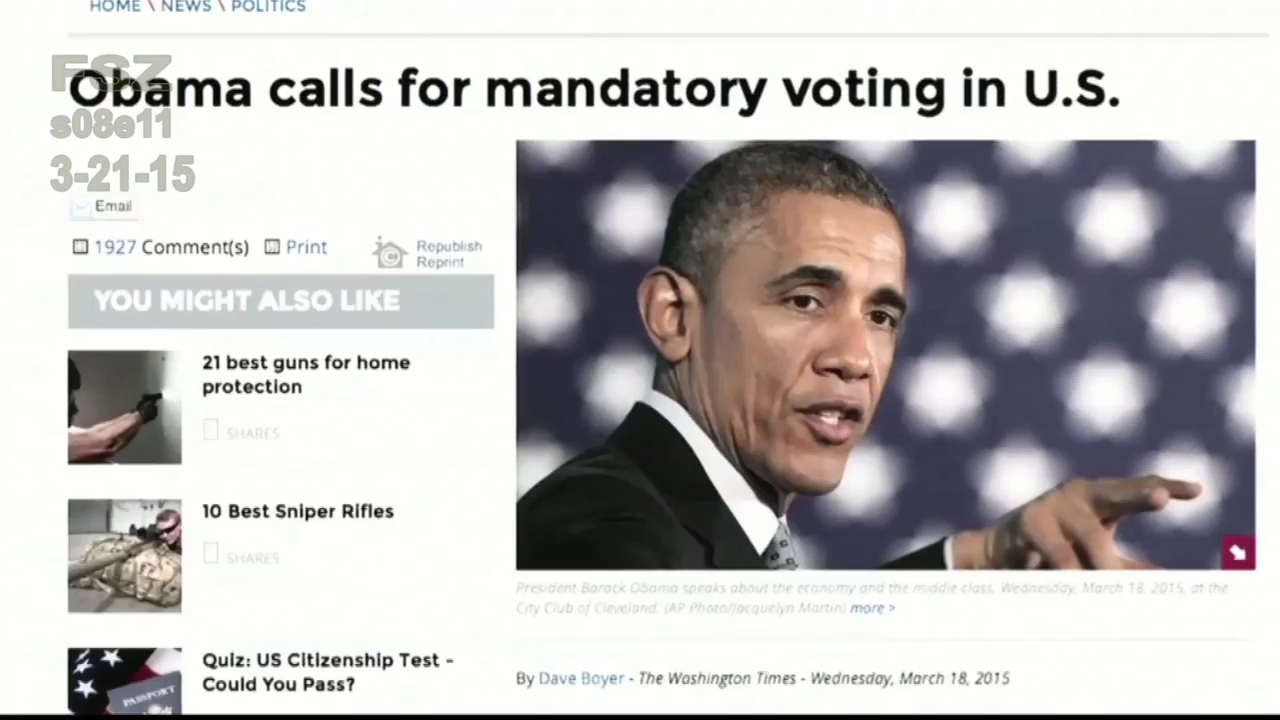 HOME \ NEWS \ POLITICS
FSZ
Obama calls for mandatory voting in U.S.
s08e11
3-21-15
Email
1927 Comment(s) Print
Republish
Reprint
YOU MIGHT ALSO LIKE
21 best guns for home
protection
SHARES
10 Best Sniper Rifles
SHARES
Quiz: US Citizenship Test -
Could You Pass?
PASSPORT
President Barack Obama speaks about the economy and the middle class, Wednesday, March 18, 2015, at the
City Club of Cleveland. (AP Photo/Jacquelyn Martin) more >
By Dave Boyer - The Washington Times - Wednesday, March 18, 2015